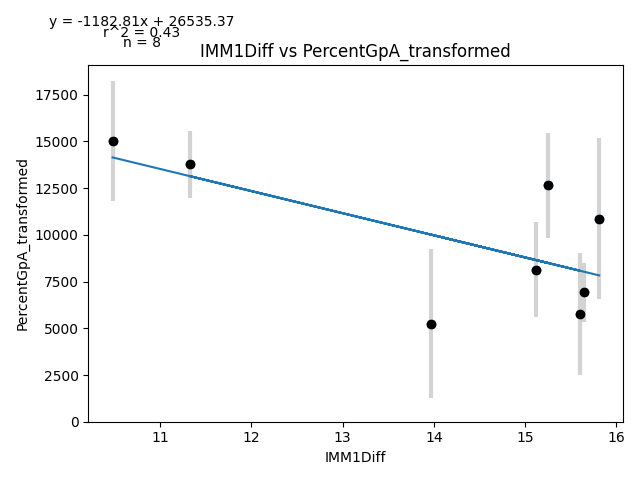 y = -1182.81x + 26535.37
r^2 = 0.43
n = 8
IMM1Diff vs PercentGpA_transformed
PercentGpA_transformed
17500
15000
12500
10000
7500
5000
2500
0
11 12 13 14 15 16
IMM1Diff